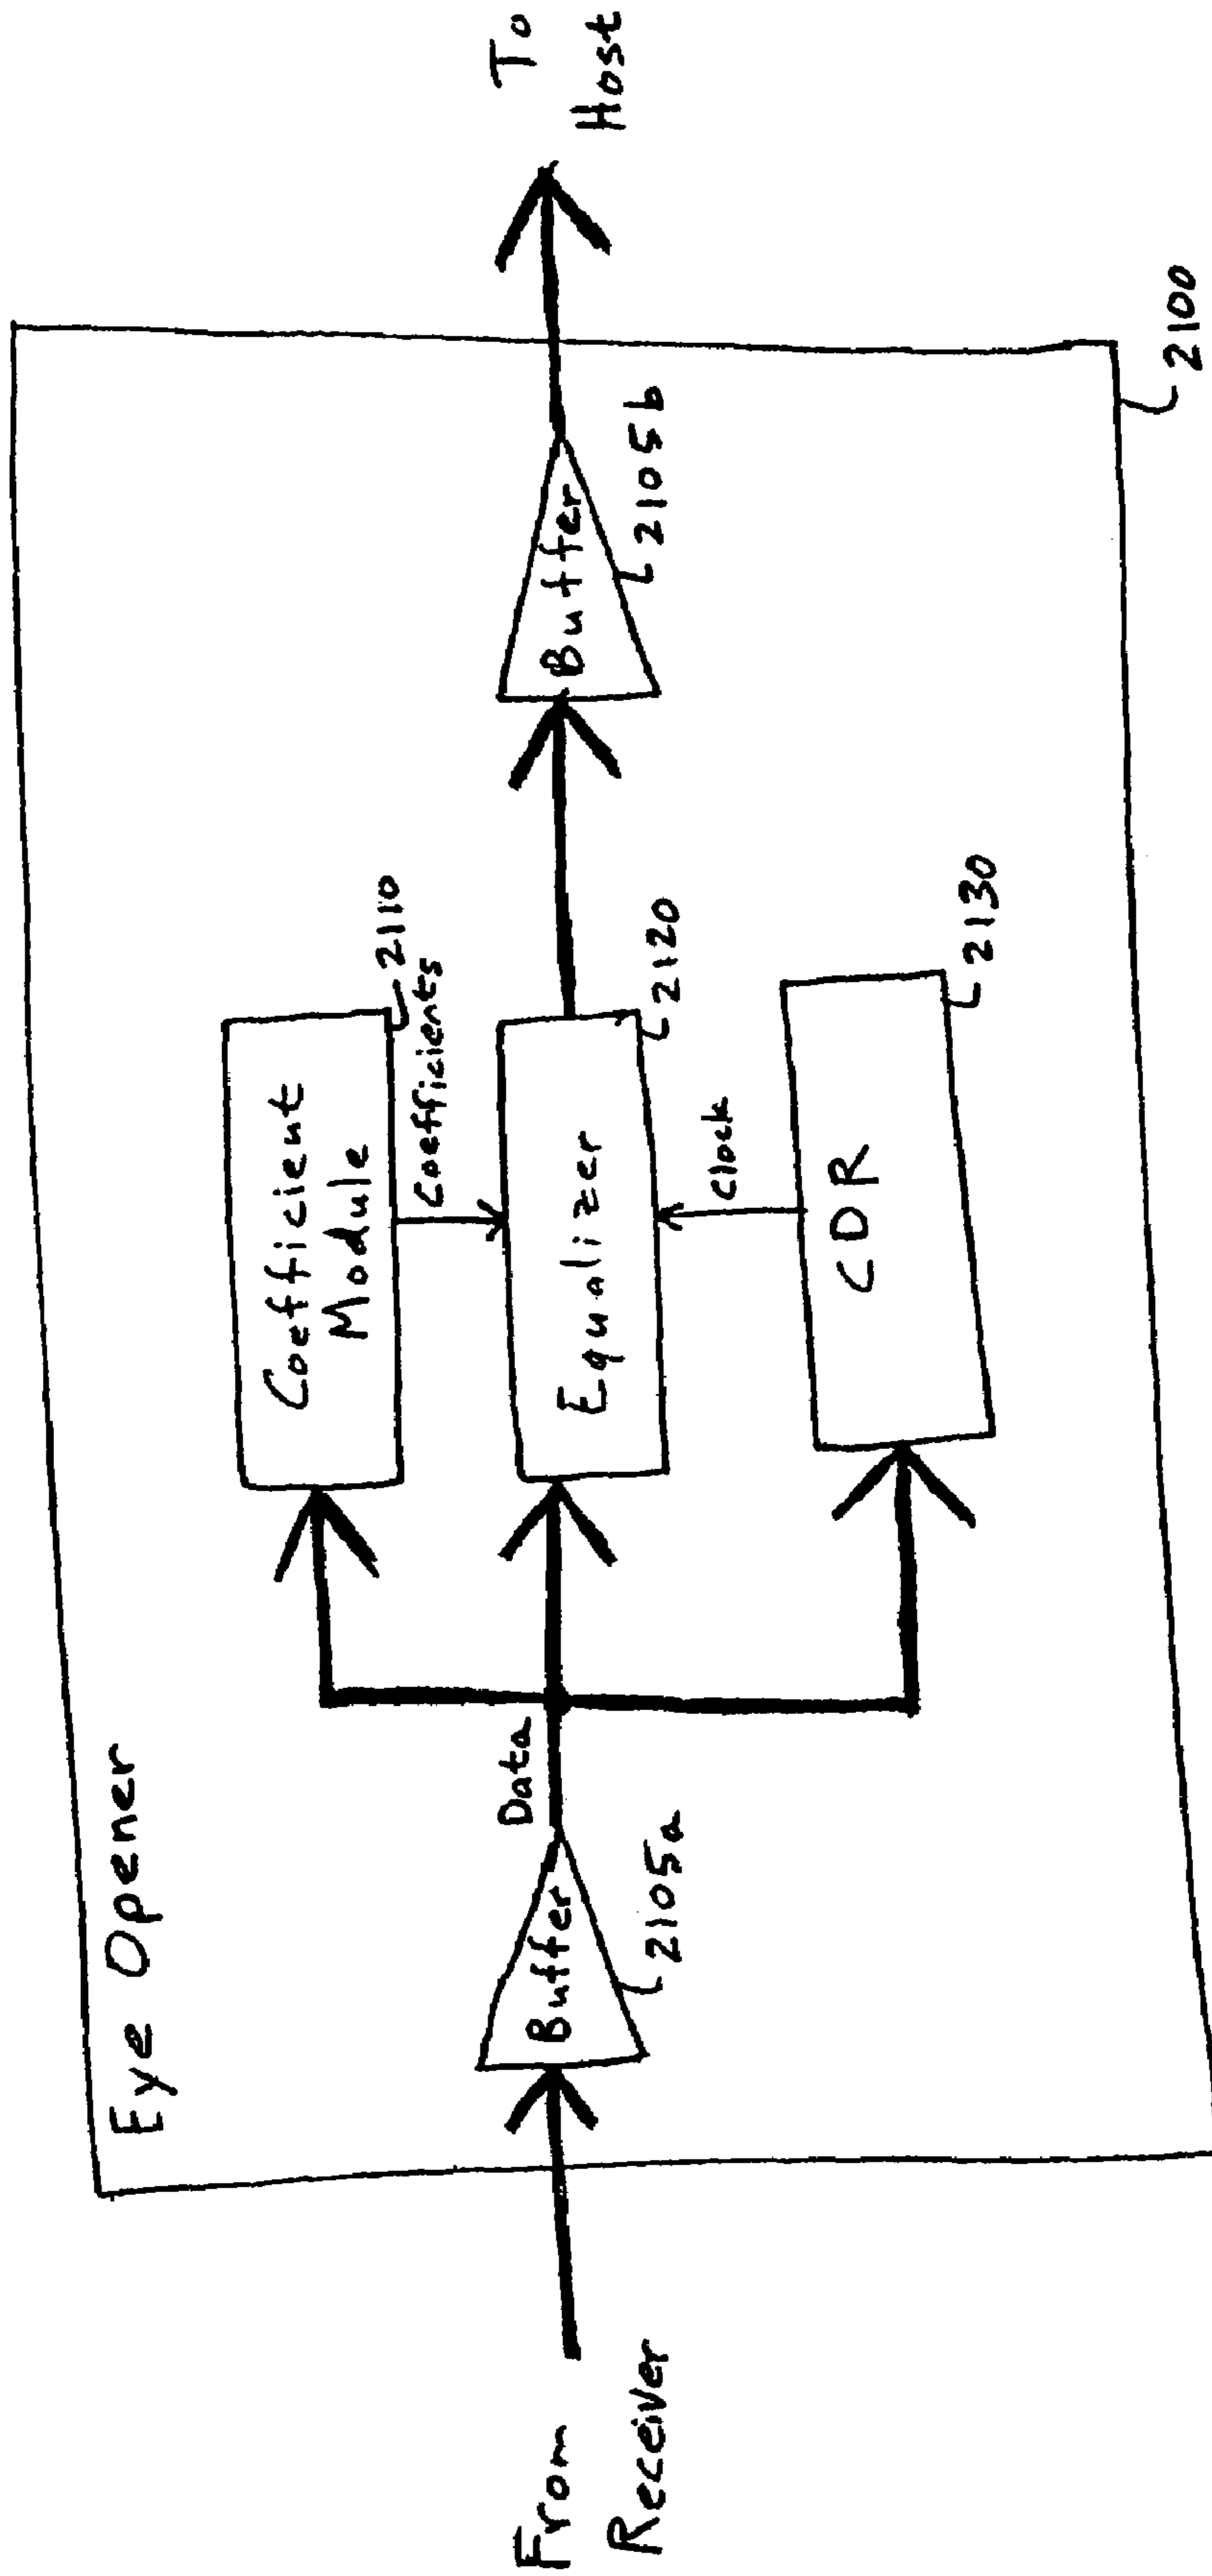 Eye Opener
From
Receiver
Buffer
2105a
Data
Coefficient
Module
2110
Coefficients
Equalizer
2120
Clock
CDR
2130
Buffer
2105b
To
Host
2100